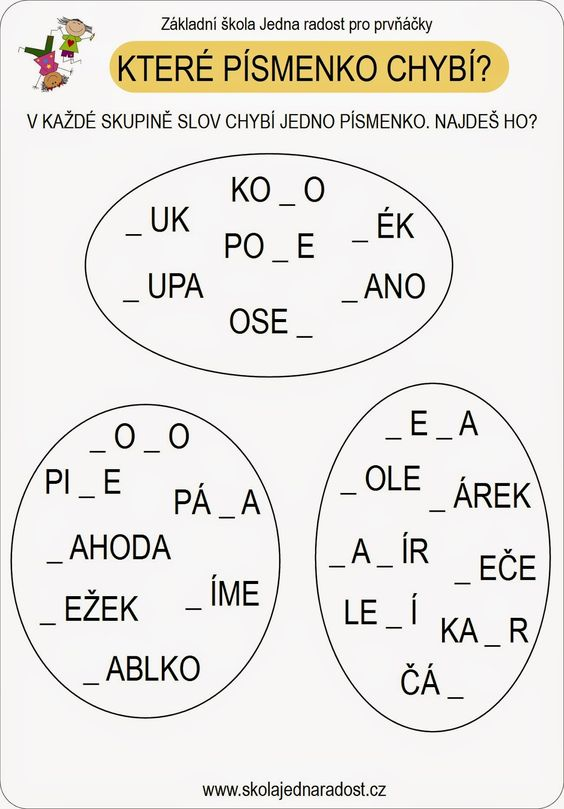 Základní škola Jedna radost pro prvňáčky
KTERÉ PÍSMENKO CHYBÍ?
V KAŽDÉ SKUPINĚ SLOV CHYBÍ JEDNO PÍSMENKO. NAJDEŠ HO?
KO _ O
_ UK
_ ÉK
PO _ E
_ UPA
_ ANO
OSE _
_ O _ O
PI _ E
PÁ _ A
_ AHODA
_ ÍME
_ EŽEK
_ ABLKO
_ E _ A
_ OLE
_ ÁREK
_ A _ ÍR
_ EČE
LE _ Í
KA _ R
ČÁ _
www.skolajednaradost.cz